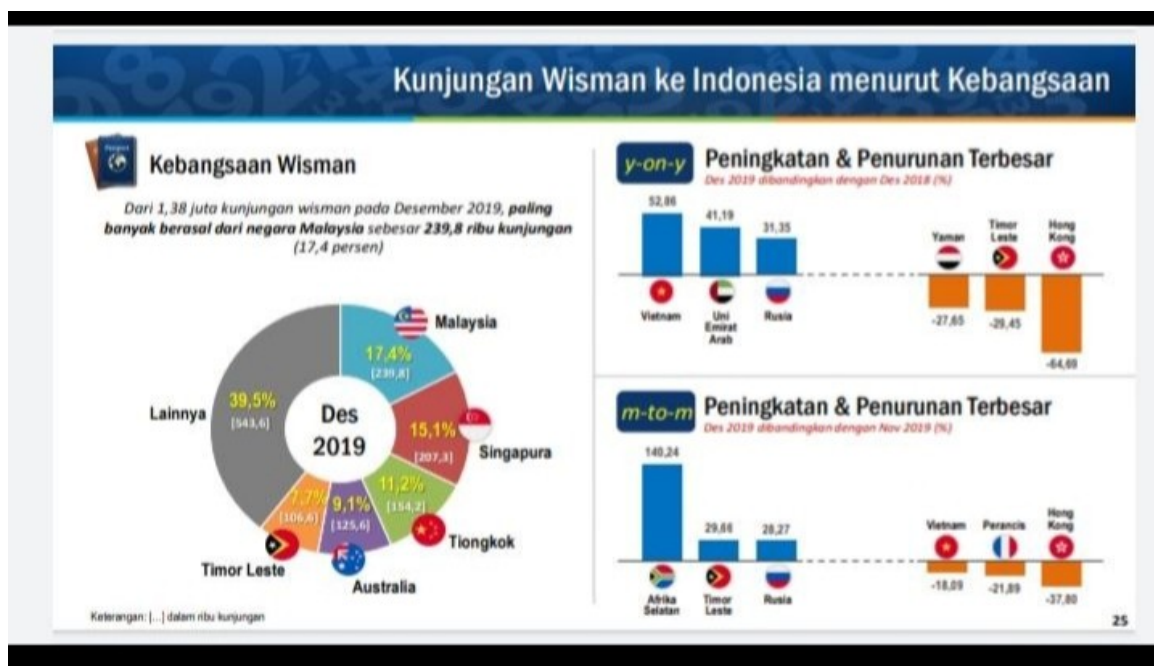 Kunjungan Wisman ke Indonesia menurut Kebangsaan
Kebangsaan Wisman
Dari 1,38 juta kunjungan wisman pada Desember 2019, paling
banyak berasal dari negara Malaysia sebesar 239,8 ribu kunjungan
(17,4 persen)
Malaysia
17,4%
[239,8]
Singapura
15,1%
[207,3]
Tiongkok
11,2%
[154,2]
Australia
9,1%
[125,6]
Timor Leste
7,7%
[106,6]
Lainnya
39,5%
[543,6]
Des
2019
Keterangan: [...] dalam ribu kunjungan
y-on-y
Peningkatan & Penurunan Terbesar
Des 2019 dibandingkan dengan Des 2018 (%)
52,86
41,19
31,35
Vietnam
Uni
Emirat
Arab
Rusia
Yaman
Timor
Leste
Hong
Kong
-27,65
-29,45
-64,69
m-to-m
Peningkatan & Penurunan Terbesar
Des 2019 dibandingkan dengan Nov 2019 (%)
140,24
29,66
28,27
Afrika
Selatan
Timor
Leste
Rusia
Vietnam
Perancis
Hong
Kong
-18,09
-21,89
-37,80
25